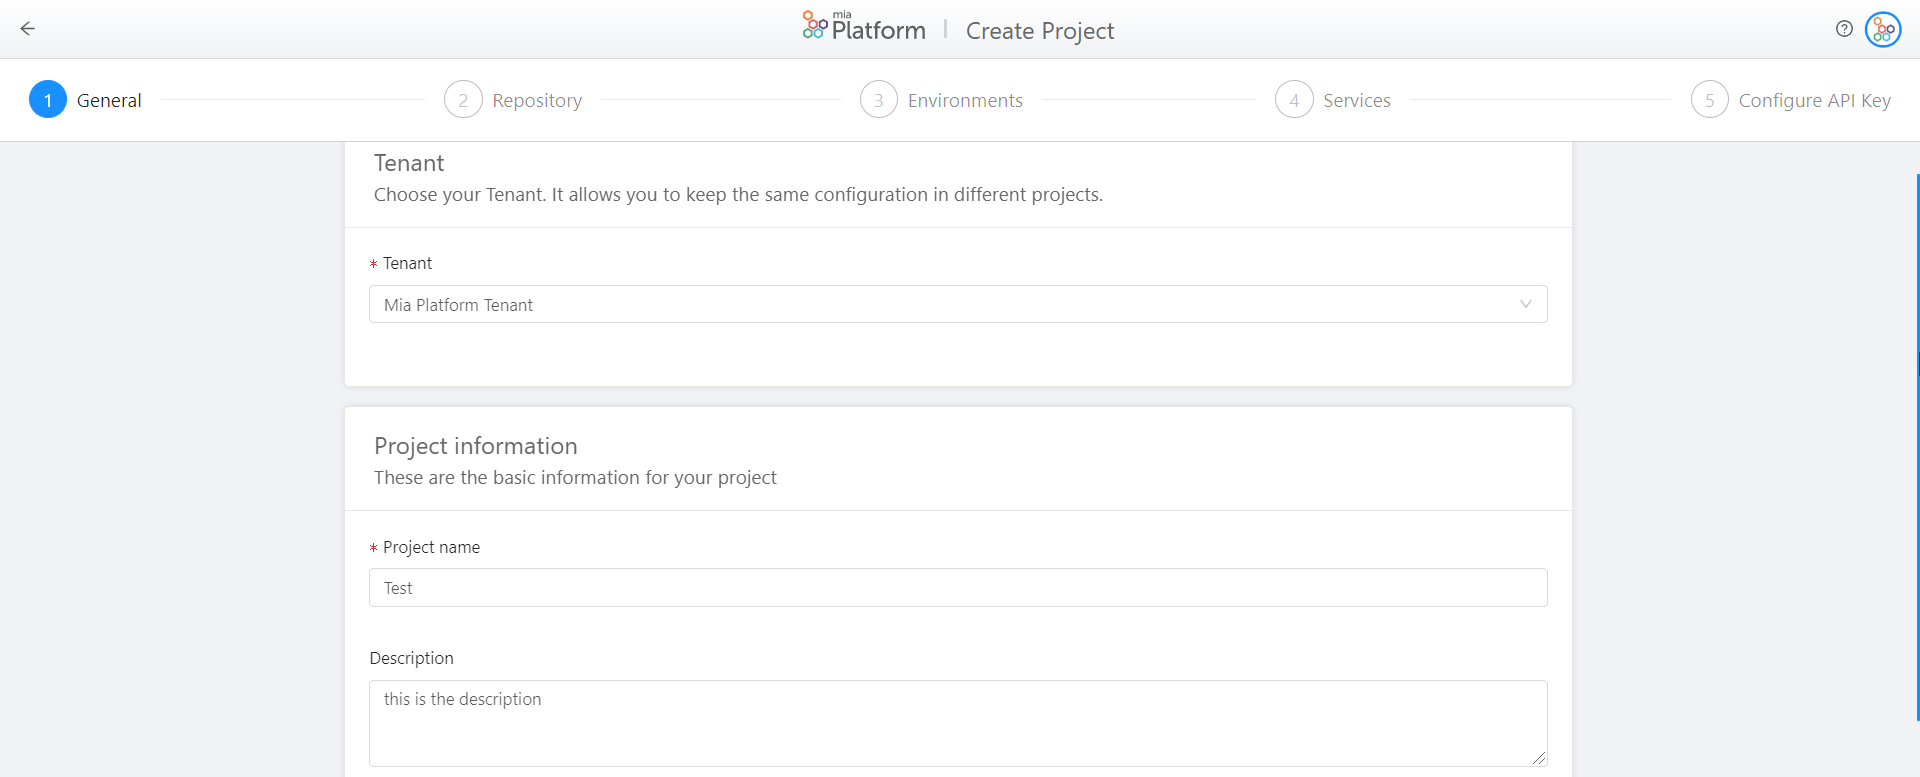 mia
Platform | Create Project
1 General
2 Repository
3 Environments
4 Services
5 Configure API Key
Tenant
Choose your Tenant. It allows you to keep the same configuration in different projects.
* Tenant
Mia Platform Tenant
Project information
These are the basic information for your project
* Project name
Test
Description
this is the description